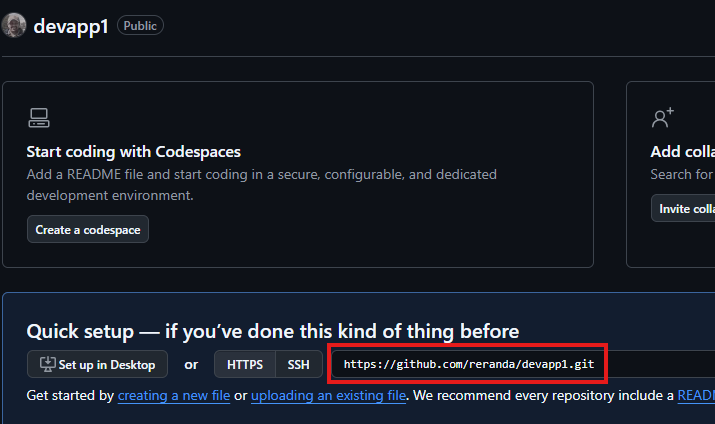 devapp1 Public
Start coding with Codespaces
Add a README file and start coding in a secure, configurable, and dedicated
development environment.
Create a codespace
Add colla
Search for
Invite colla
Quick setup — if you've done this kind of thing before
Set up in Desktop or HTTPS SSH https://github.com/reranda/devapp1.git
Get started by creating a new file or uploading an existing file. We recommend every repository include a READ